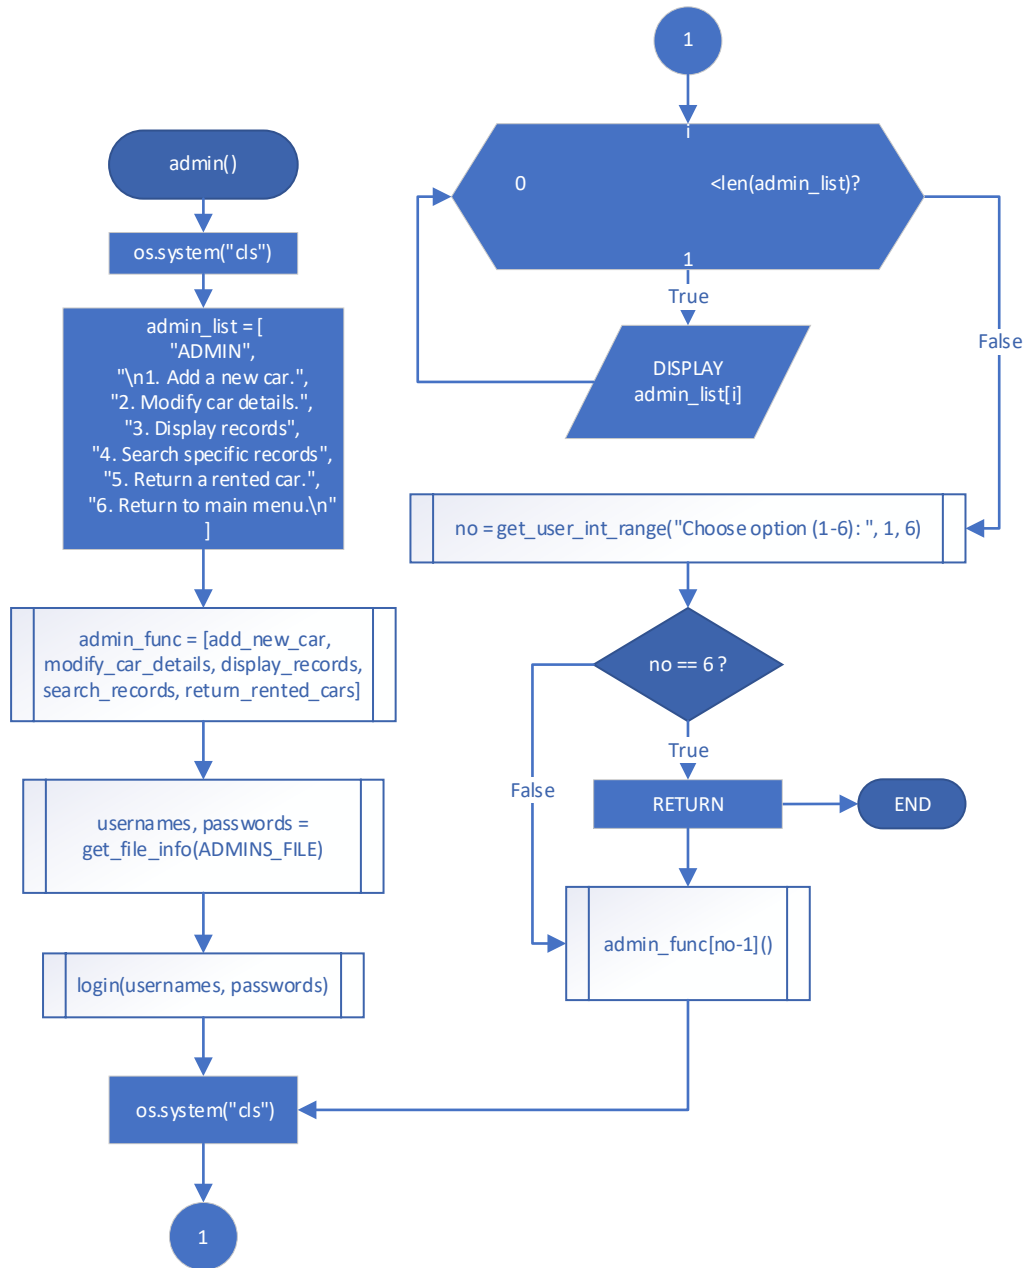 admin()
os.system("cls")
admin_list = [
"ADMIN",
"\n1. Add a new car.",
"2. Modify car details.",
"3. Display records",
"4. Search specific records",
"5. Return a rented car.",
"6. Return to main menu.\n"
]
admin_func = [add_new_car,
modify_car_details, display_records,
search_records, return_rented_cars]
usernames, passwords =
get_file_info(ADMINS_FILE)
login(usernames, passwords)
os.system("cls")
1
1
i
0 <len(admin_list)?
1
True
False
DISPLAY
admin_list[i]
no = get_user_int_range("Choose option (1-6): ", 1, 6)
no == 6 ?
True
False
RETURN
END
admin_func[no-1]()